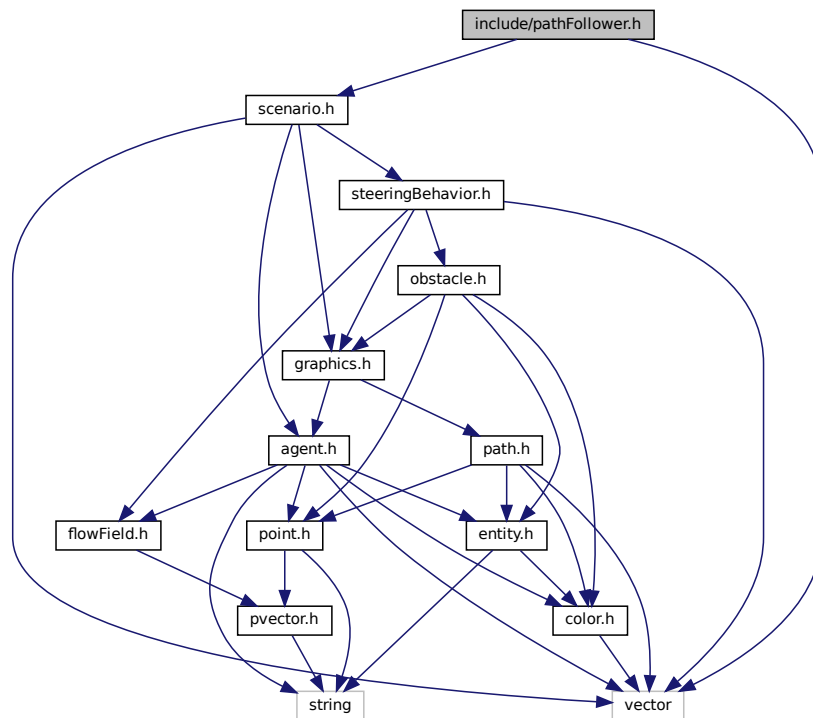 include/pathFollower.h
scenario.h
steeringBehavior.h
obstacle.h
graphics.h
agent.h
path.h
flowField.h
point.h
entity.h
pvector.h
color.h
string
vector